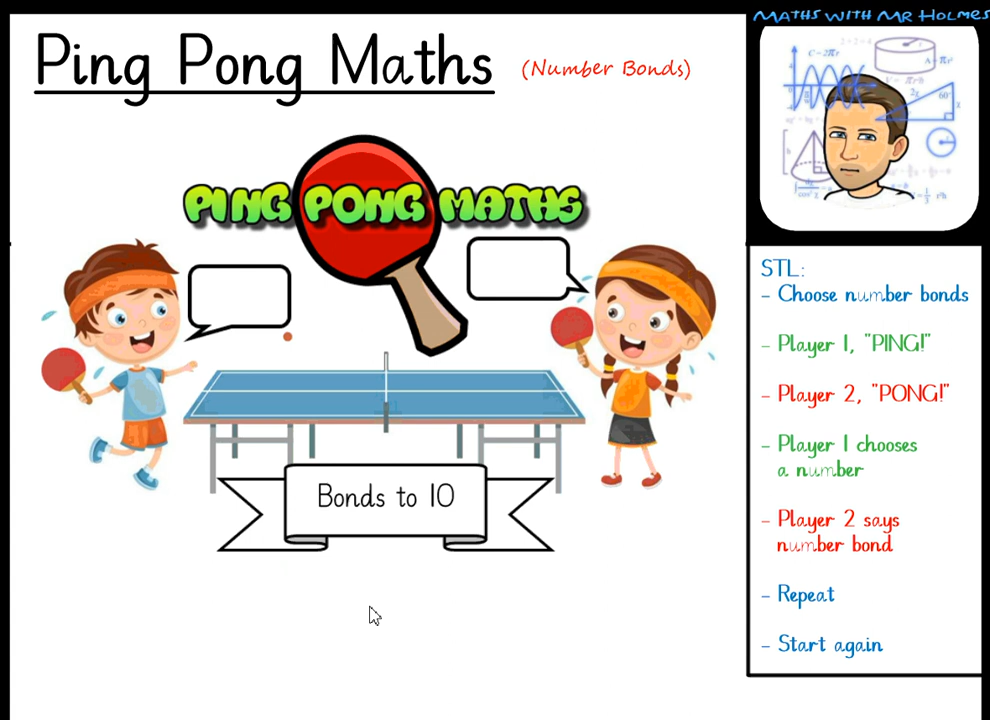 MATHS WITH MR HOLMES
Ping Pong Maths (Number Bonds)
PING PONG MATHS
Bonds to 10
STL:
- Choose number bonds
- Player 1, "PING!"
- Player 2, "PONG!"
- Player 1 chooses
a number
- Player 2 says
number bond
- Repeat
- Start again